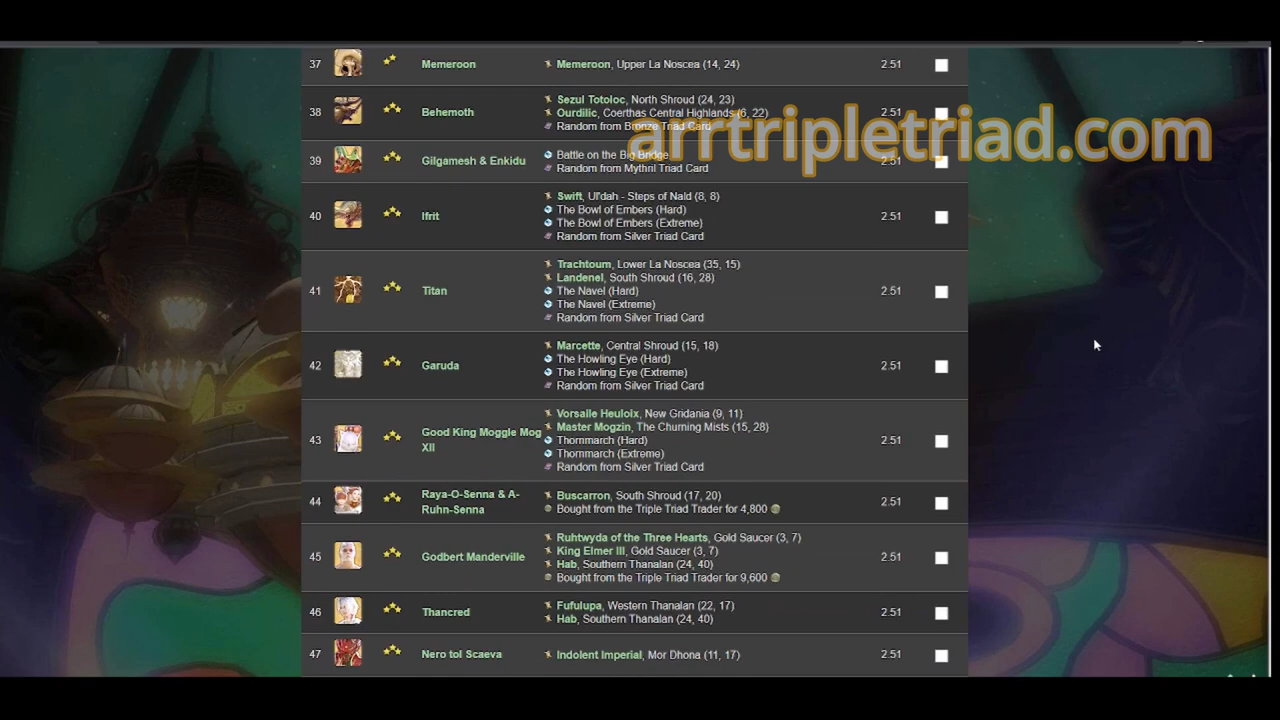 37 Memeroon Memeroon, Upper La Noscea (14, 24) 2.51
arrtripletriad.com
38 Behemoth Sezul Totoloc, North Shroud (24, 23) 2.51
Ourdilic, Coerthas Central Highlands (6, 22)
Random from Bronze Triad Card
39 Gilgamesh & Enkidu Battle on the Big Bridge 2.51
Random from Mythril Triad Card
40 Ifrit Swift, Ul'dah - Steps of Nald (8, 8) 2.51
The Bowl of Embers (Hard)
The Bowl of Embers (Extreme)
Random from Silver Triad Card
41 Titan Trachtoum, Lower La Noscea (35, 15) 2.51
Landenel, South Shroud (16, 28)
The Navel (Hard)
The Navel (Extreme)
Random from Silver Triad Card
42 Garuda Marcette, Central Shroud (15, 18) 2.51
The Howling Eye (Hard)
The Howling Eye (Extreme)
Random from Silver Triad Card
43 Good King Moggle Mog XII Vorsaile Heuloix, New Gridania (9, 11) 2.51
Master Mogzin, The Churning Mists (15, 28)
Thornmarch (Hard)
Thornmarch (Extreme)
Random from Silver Triad Card
44 Raya-O-Senna & A-Ruhn-Senna Buscarron, South Shroud (17, 20) 2.51
Bought from the Triple Triad Trader for 4,800
45 Godbert Manderville Ruhtwyda of the Three Hearts, Gold Saucer (3, 7) 2.51
King Elmer III, Gold Saucer (3, 7)
Hab, Southern Thanalan (24, 40)
Bought from the Triple Triad Trader for 9,600
46 Thancred Fufulupa, Western Thanalan (22, 17) 2.51
Hab, Southern Thanalan (24, 40)
47 Nero tol Scaeva Indolent Imperial, Mor Dhona (11, 17) 2.51